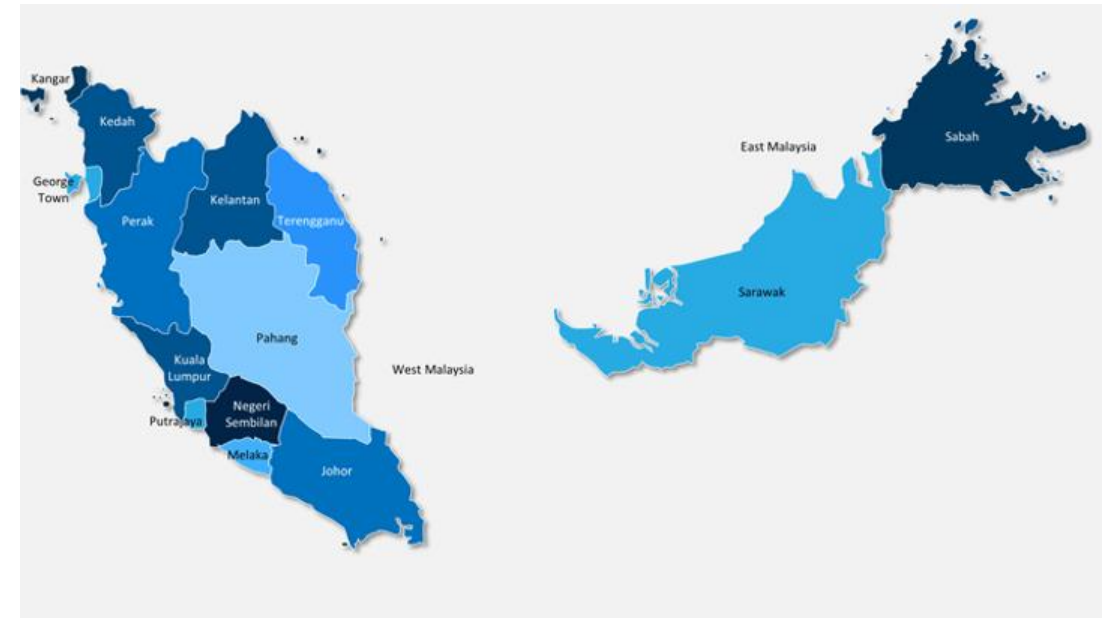 Kangar
Kedah
George
Town
Perak
Kelantan
Terengganu
Pahang
Kuala
Lumpur
Putrajaya
Negeri
Sembilan
Melaka
Johor
West Malaysia
East Malaysia
Sabah
Sarawak